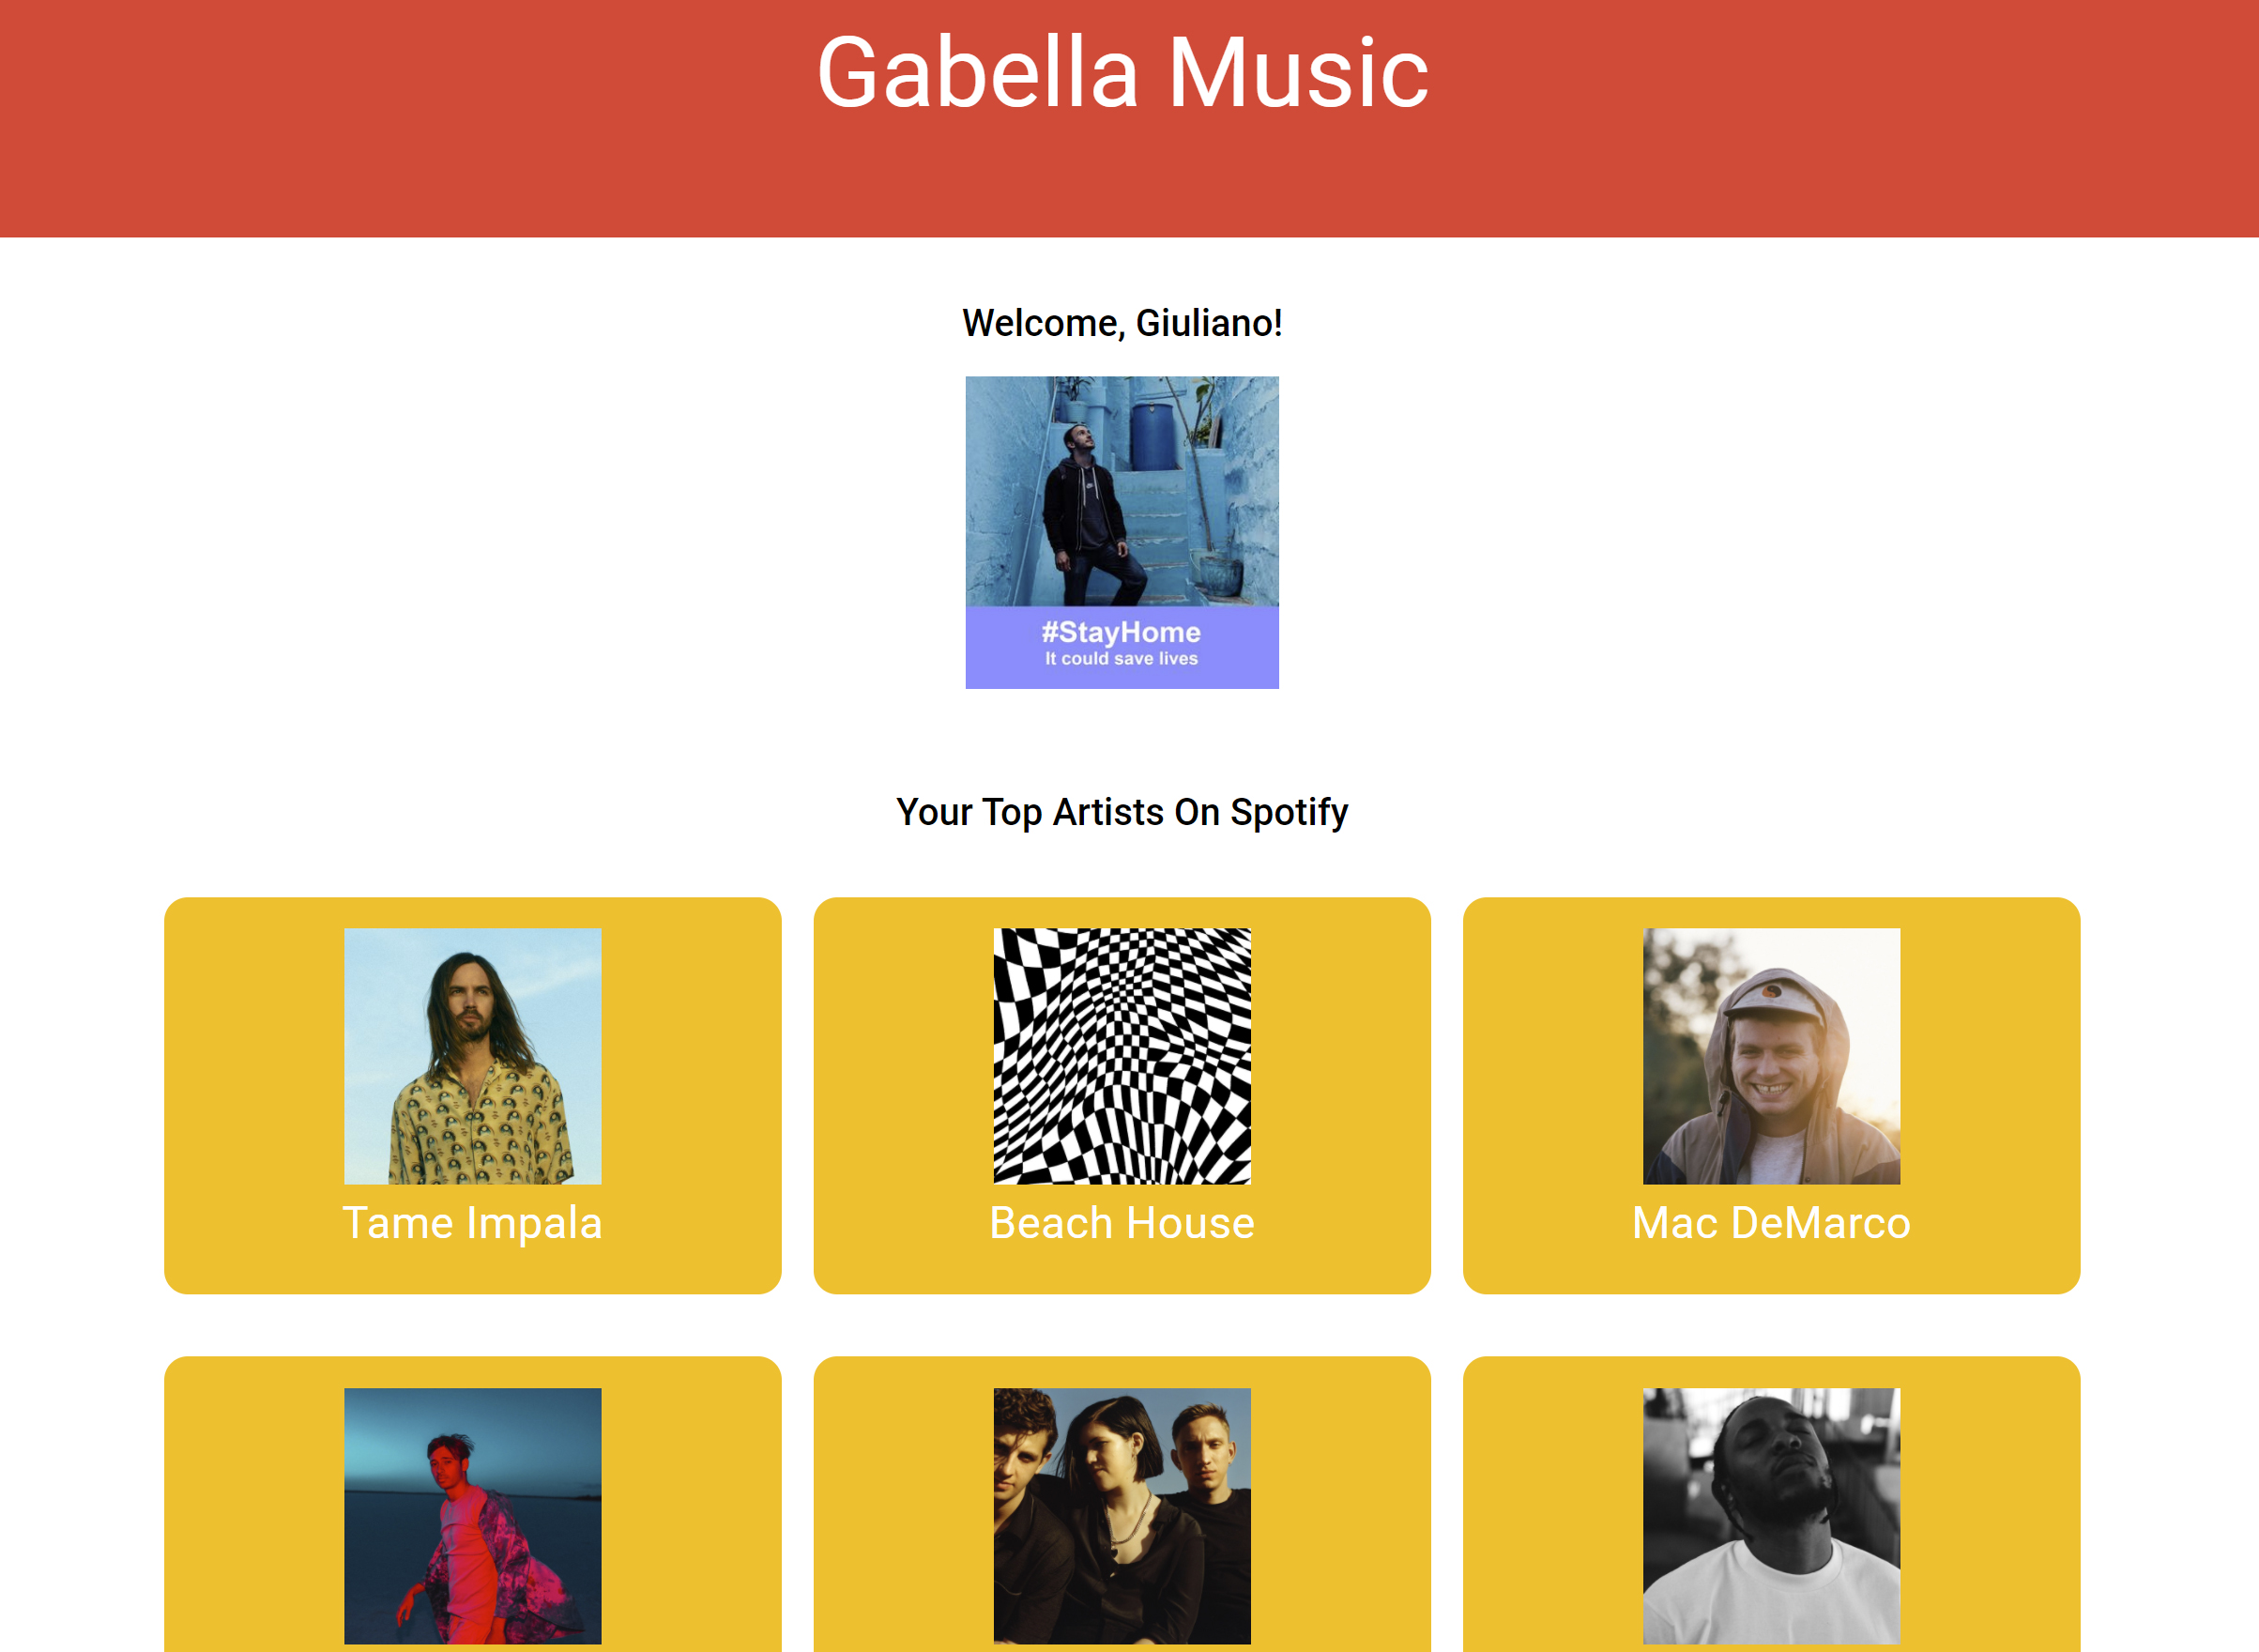 Gabella Music
Welcome, Giuliano!
#StayHome
It could save lives
Your Top Artists On Spotify
Tame Impala
Beach House
Mac DeMarco